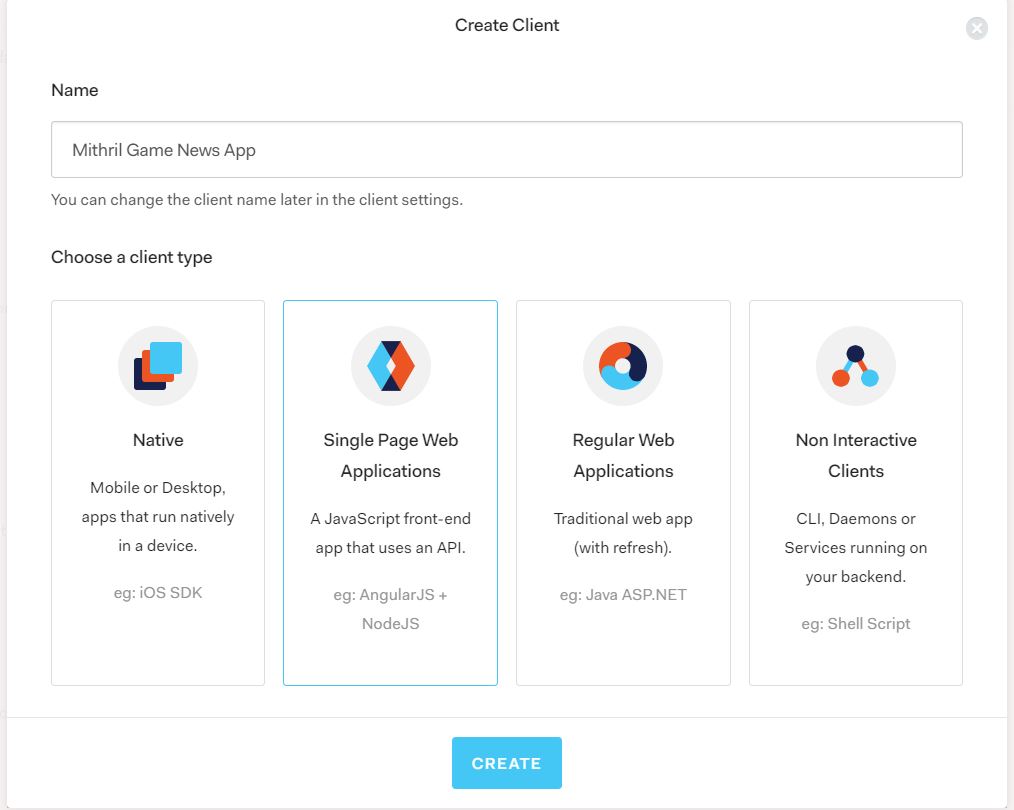 Create Client
Name
Mithril Game News App
You can change the client name later in the client settings.
Choose a client type
Native
Mobile or Desktop,
apps that run natively
in a device.
eg: iOS SDK
Single Page Web
Applications
A JavaScript front-end
app that uses an API.
eg: AngularJS +
NodeJS
Regular Web
Applications
Traditional web app
(with refresh).
eg: Java ASP.NET
Non Interactive
Clients
CLI, Daemons or
Services running on
your backend.
eg: Shell Script
CREATE